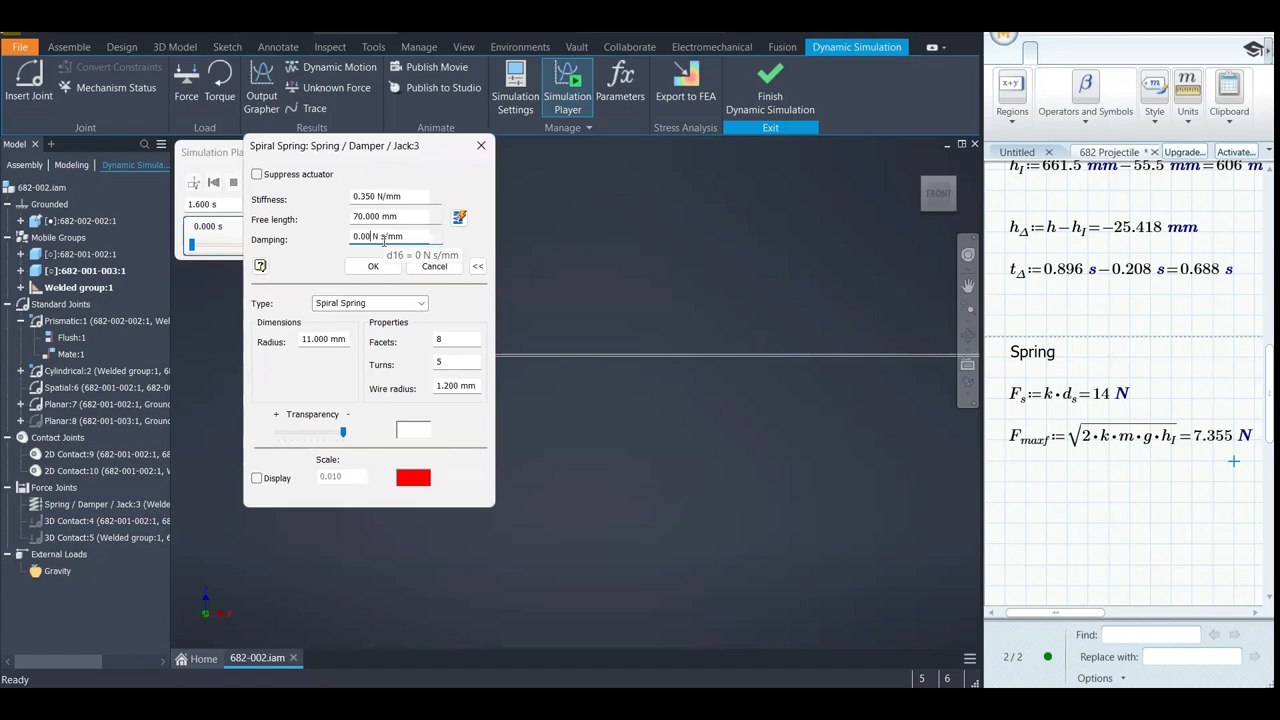 File Assembly Design 3D Model Sketch Annotate Inspect Tools Manage View Environments Vault Collaborate Electromechanical Fusion Dynamic Simulation
Insert Joint
Convert Constraints
Mechanism Status
Joint
Force
Torque
Load
Output Grapher
Dynamic Motion
Unknown Force
Trace
Results
Publish Movie
Publish to Studio
Animate
Simulation Settings
Simulation Player
Parameters
Manage
Export to FEA
Stress Analysis
Finish Dynamic Simulation
Exit
Model
Assembly Modeling Dynamic Simula...
682-002.iam
Grounded
[•]:682-002-002:1
Mobile Groups
[○]:682-001-002:1
[○]:682-001-003:1
Welded group:1
Standard Joints
Prismatic:1 (682-002-002:1, Wel
Flush:1
Mate:1
Cylindrical:2 (Welded group:1, 6
Spatial:6 (682-001-002:1, 682-0
Planar:7 (682-001-002:1, Groun
Planar:8 (682-001-003:1, Ground
Contact Joints
2D Contact:9 (682-001-002:1, 6
2D Contact:10 (682-001-003:1,
Force Joints
Spring / Damper / Jack:3 (Welde
3D Contact:4 (682-001-002:1, 68
3D Contact:5 (Welded group:1, 6
External Loads
Gravity
Simulation Pla
1.600 s
0.000 s
Spiral Spring: Spring / Damper / Jack:3
Suppress actuator
Stiffness: 0.350 N/mm
Free length: 70.000 mm
Damping: 0.00 N s/mm
d16 = 0 N s/mm
OK Cancel <<
Type: Spiral Spring
Dimensions
Radius: 11.000 mm
Properties
Facets: 8
Turns: 5
Wire radius: 1.200 mm
+ Transparency -
Scale:
Display 0.010
FRONT
Home 682-002.iam
Ready
5 6
Regions
Operators and Symbols
Style
Units
Clipboard
Untitled 682 Projectile * Upgrade... Activate...
h_I := 661.5 mm − 55.5 mm = 606 m
h_Δ := h − h_I = −25.418 mm
t_Δ := 0.896 s − 0.208 s = 0.688 s
Spring
F_s := k • d_s = 14 N
F_maxf := √2 • k • m • g • h_I = 7.355 N
Find:
2 / 2
Replace with:
Options